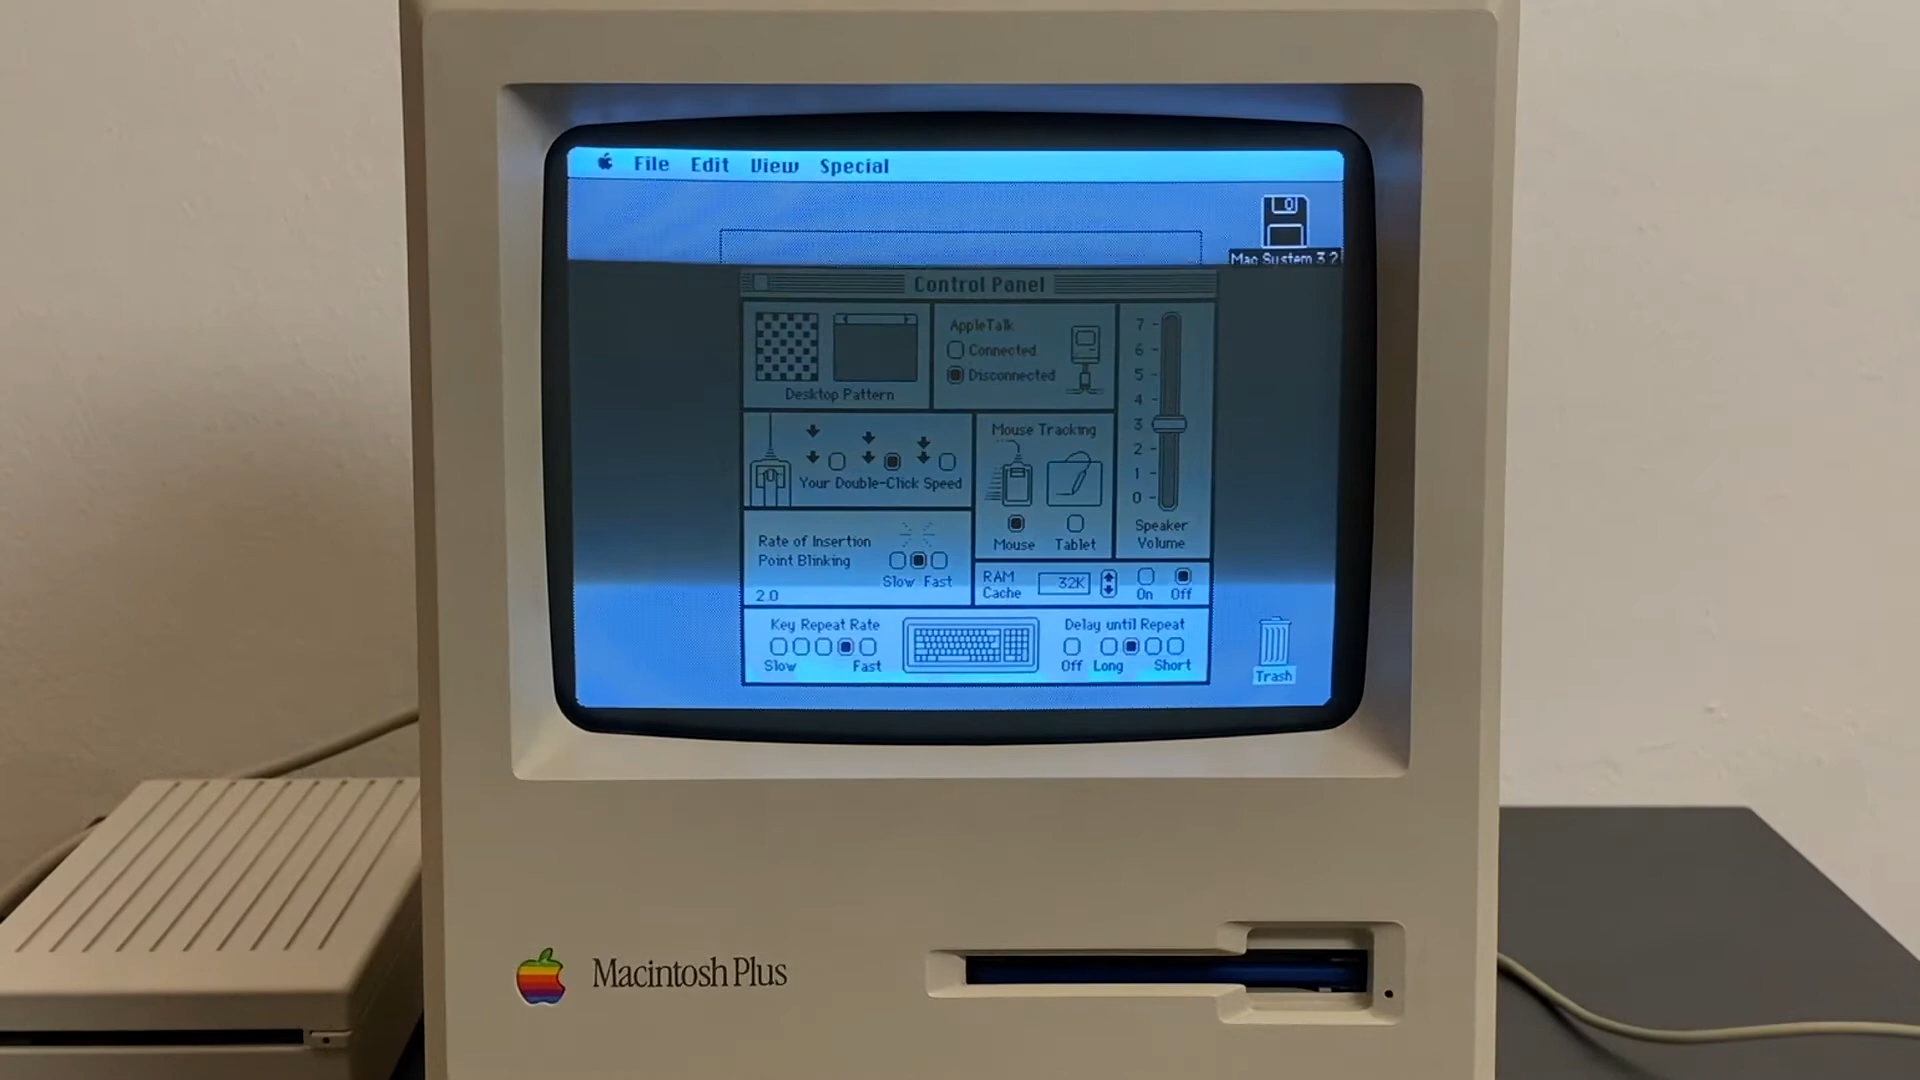 File Edit View Special
0
Mac System 3.2
Control Panel
Desktop Pattern
AppleTalk
Connected
Disconnected
7
6
5
4
3
2
1
0
Speaker
Volume
Your Double-Click Speed
Mouse Tracking
Mouse Tablet
Rate of Insertion
Point Blinking
Slow Fast
2.0
RAM
Cache
32K
On Off
Key Repeat Rate
Slow Fast
Delay until Repeat
Off Long Short
Trash
Macintosh Plus